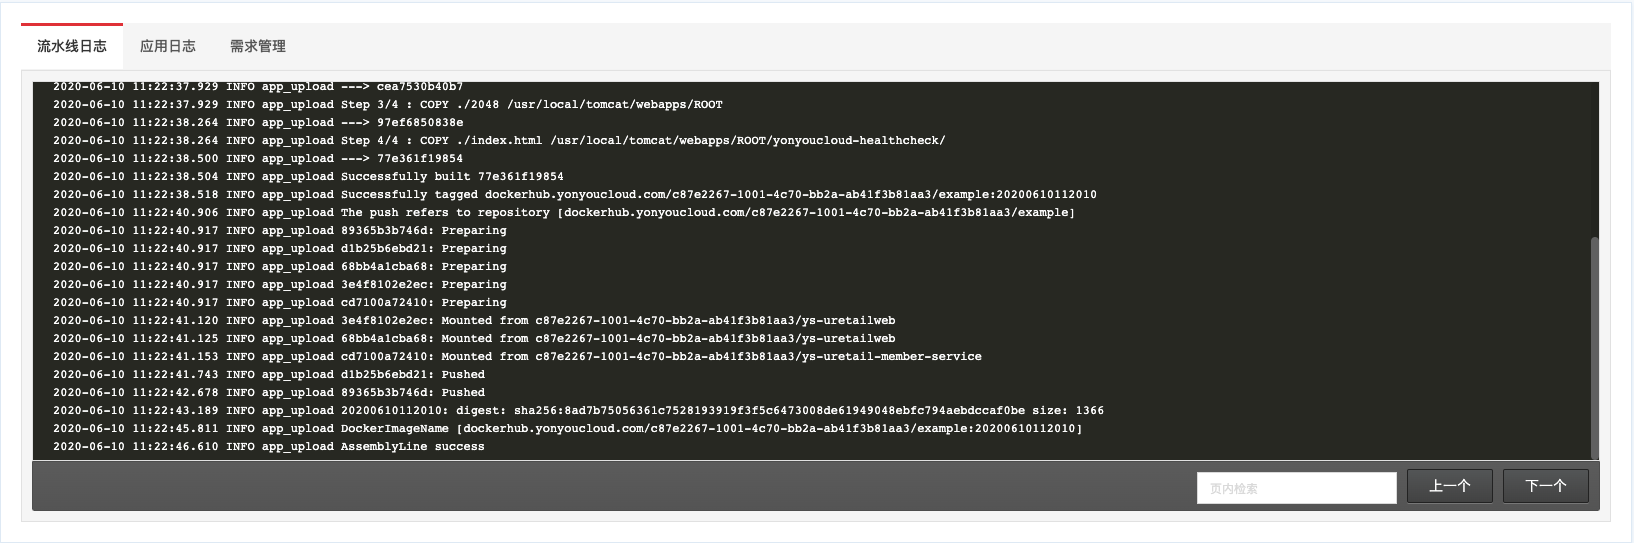 流水线日志 应用日志 需求管理
2020-06-10 11:22:37.929 INFO app_upload ---> cea7530b40b7
2020-06-10 11:22:37.929 INFO app_upload Step 3/4 : COPY ./2048 /usr/local/tomcat/webapps/ROOT
2020-06-10 11:22:38.264 INFO app_upload ---> 97ef6850838e
2020-06-10 11:22:38.264 INFO app_upload Step 4/4 : COPY ./index.html /usr/local/tomcat/webapps/ROOT/yonyoucloud-healthcheck/
2020-06-10 11:22:38.500 INFO app_upload ---> 77e361f19854
2020-06-10 11:22:38.504 INFO app_upload Successfully built 77e361f19854
2020-06-10 11:22:38.518 INFO app_upload Successfully tagged dockerhub.yonyoucloud.com/c87e2267-1001-4c70-bb2a-ab41f3b81aa3/example:20200610112010
2020-06-10 11:22:40.906 INFO app_upload The push refers to repository [dockerhub.yonyoucloud.com/c87e2267-1001-4c70-bb2a-ab41f3b81aa3/example]
2020-06-10 11:22:40.917 INFO app_upload 89365b3b746d: Preparing
2020-06-10 11:22:40.917 INFO app_upload d1b25b6ebd21: Preparing
2020-06-10 11:22:40.917 INFO app_upload 68bb4a1cba68: Preparing
2020-06-10 11:22:40.917 INFO app_upload 3e4f8102e2ec: Preparing
2020-06-10 11:22:40.917 INFO app_upload cd7100a72410: Preparing
2020-06-10 11:22:41.120 INFO app_upload 3e4f8102e2ec: Mounted from c87e2267-1001-4c70-bb2a-ab41f3b81aa3/ys-uretailweb
2020-06-10 11:22:41.125 INFO app_upload 68bb4a1cba68: Mounted from c87e2267-1001-4c70-bb2a-ab41f3b81aa3/ys-uretailweb
2020-06-10 11:22:41.153 INFO app_upload cd7100a72410: Mounted from c87e2267-1001-4c70-bb2a-ab41f3b81aa3/ys-uretail-member-service
2020-06-10 11:22:41.743 INFO app_upload d1b25b6ebd21: Pushed
2020-06-10 11:22:42.678 INFO app_upload 89365b3b746d: Pushed
2020-06-10 11:22:43.189 INFO app_upload 20200610112010: digest: sha256:8ad7b75056361c7528193919f3f5c6473008de61949048ebfc794aebdccaf0be size: 1366
2020-06-10 11:22:45.811 INFO app_upload DockerImageName [dockerhub.yonyoucloud.com/c87e2267-1001-4c70-bb2a-ab41f3b81aa3/example:20200610112010]
2020-06-10 11:22:46.610 INFO app_upload AssemblyLine success
页内检索 上一个 下一个